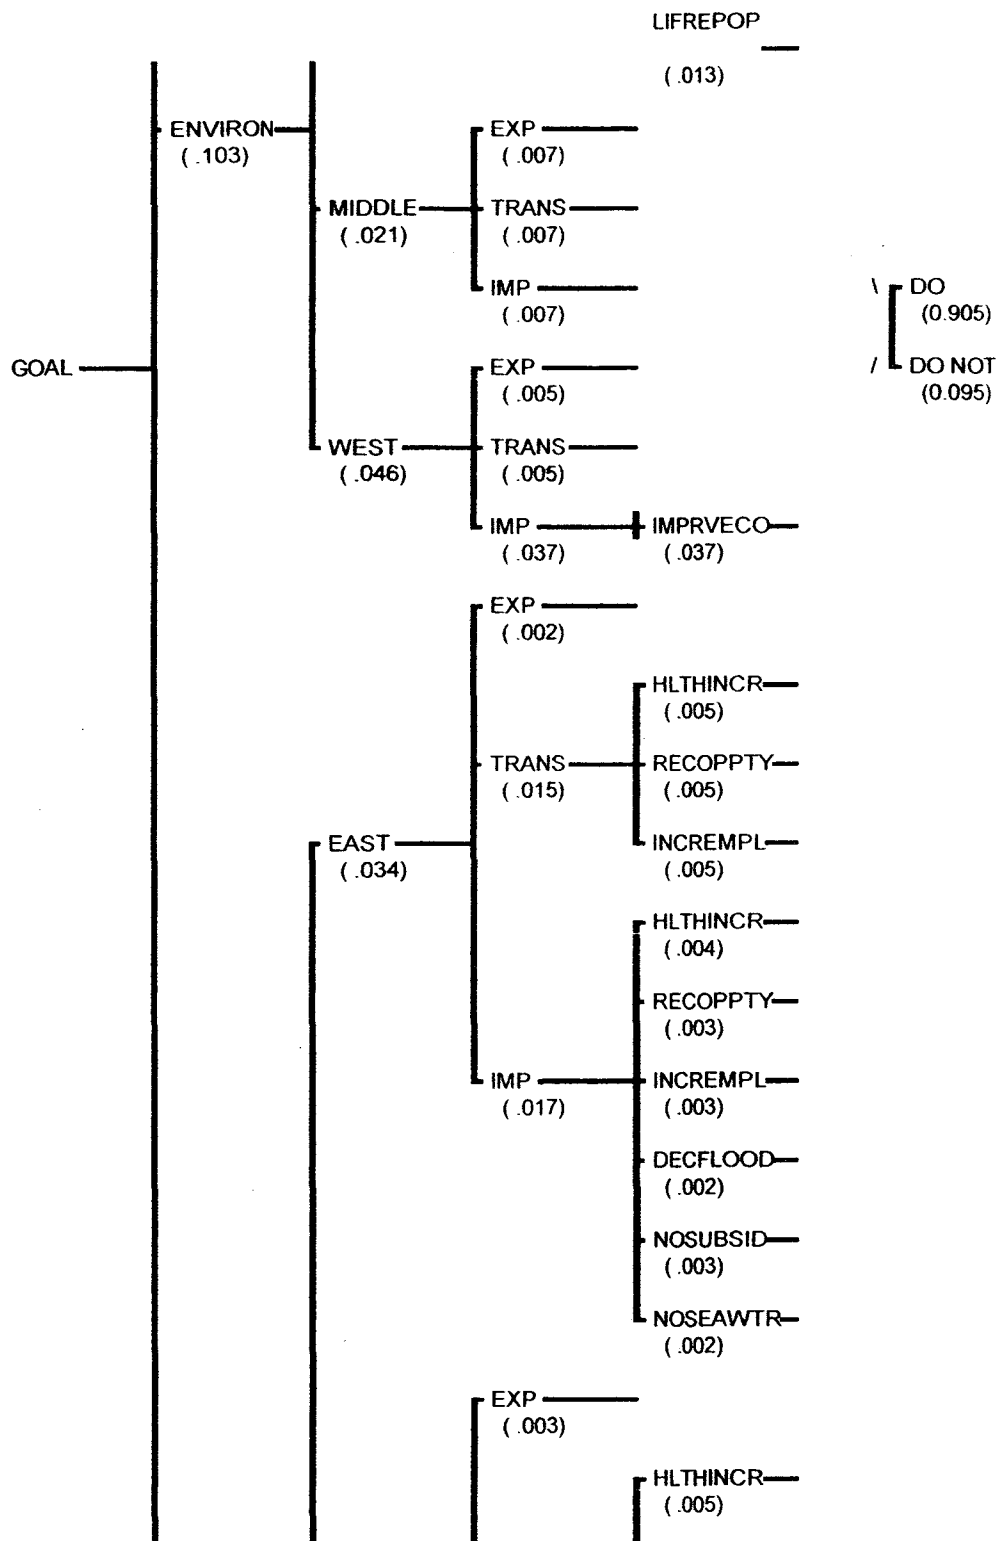 LIFREPOP
( .013)
ENVIRON
( .103)
EXP
( .007)
MIDDLE
( .021)
TRANS
( .007)
IMP
( .007)
\ DO
(0.905)
GOAL
EXP
( .005)
/ DO NOT
(0.095)
WEST
( .046)
TRANS
( .005)
IMP
( .037)
IMPRVECO
( .037)
EXP
( .002)
HLTHINCR
( .005)
TRANS
( .015)
RECOPPTY
( .005)
EAST
( .034)
INCREMPL
( .005)
HLTHINCR
( .004)
RECOPPTY
( .003)
IMP
( .017)
INCREMPL
( .003)
DECFLOOD
( .002)
NOSUBSID
( .003)
NOSEAWTR
( .002)
EXP
( .003)
HLTHINCR
( .005)